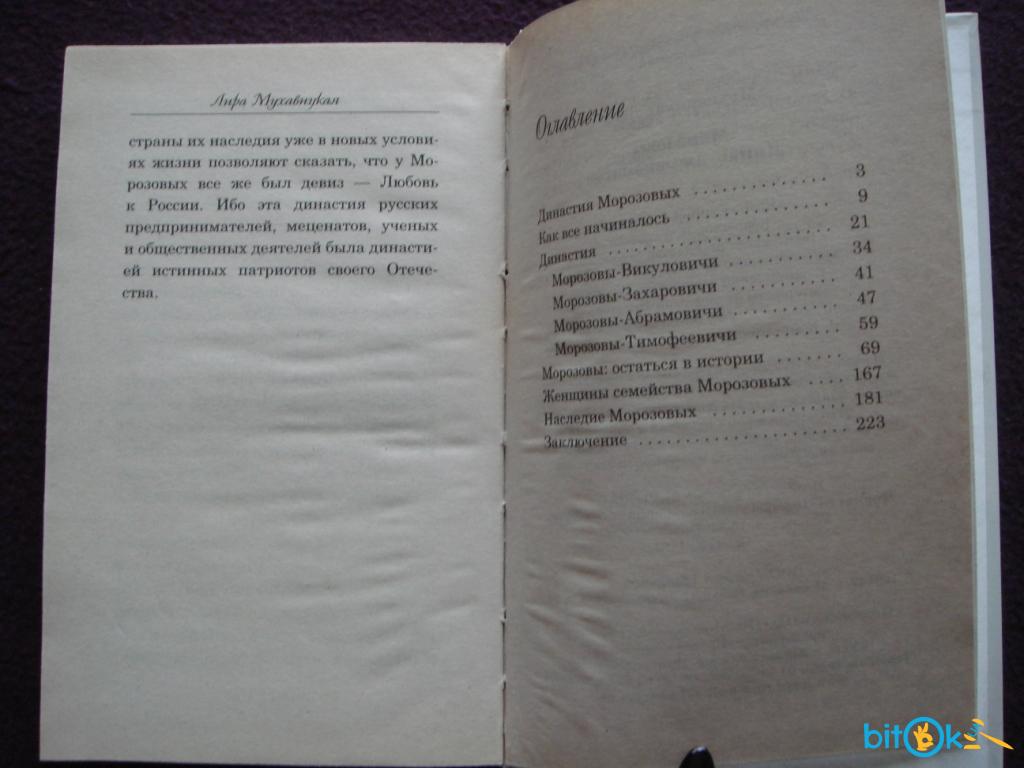 Лира Мухавицкая
страны их наследия уже в новых услови-
ях жизни позволяют сказать, что у Мо-
розовых все же был девиз — Любовь
к России. Ибо эта династия русских
предпринимателей, меценатов, ученых
и общественных деятелей была династи-
ей истинных патриотов своего Отече-
ства.
Оглавление
Династия Морозовых . . . . . . . . . . . . . 3
Как все начиналось . . . . . . . . . . . . . . 9
Династия . . . . . . . . . . . . . . . . . . . . 21
Морозовы-Викуловичи . . . . . . . . . . 34
Морозовы-Захаровичи . . . . . . . . . . 41
Морозовы-Абрамовичи . . . . . . . . . . 47
Морозовы-Тимофеевичи . . . . . . . . . 59
Морозовы: остаться в истории . . . . . . . 69
Женщины семейства Морозовых . . . . 167
Наследие Морозовых . . . . . . . . . . . . . 181
Заключение . . . . . . . . . . . . . . . . . . . . 223
bitOk